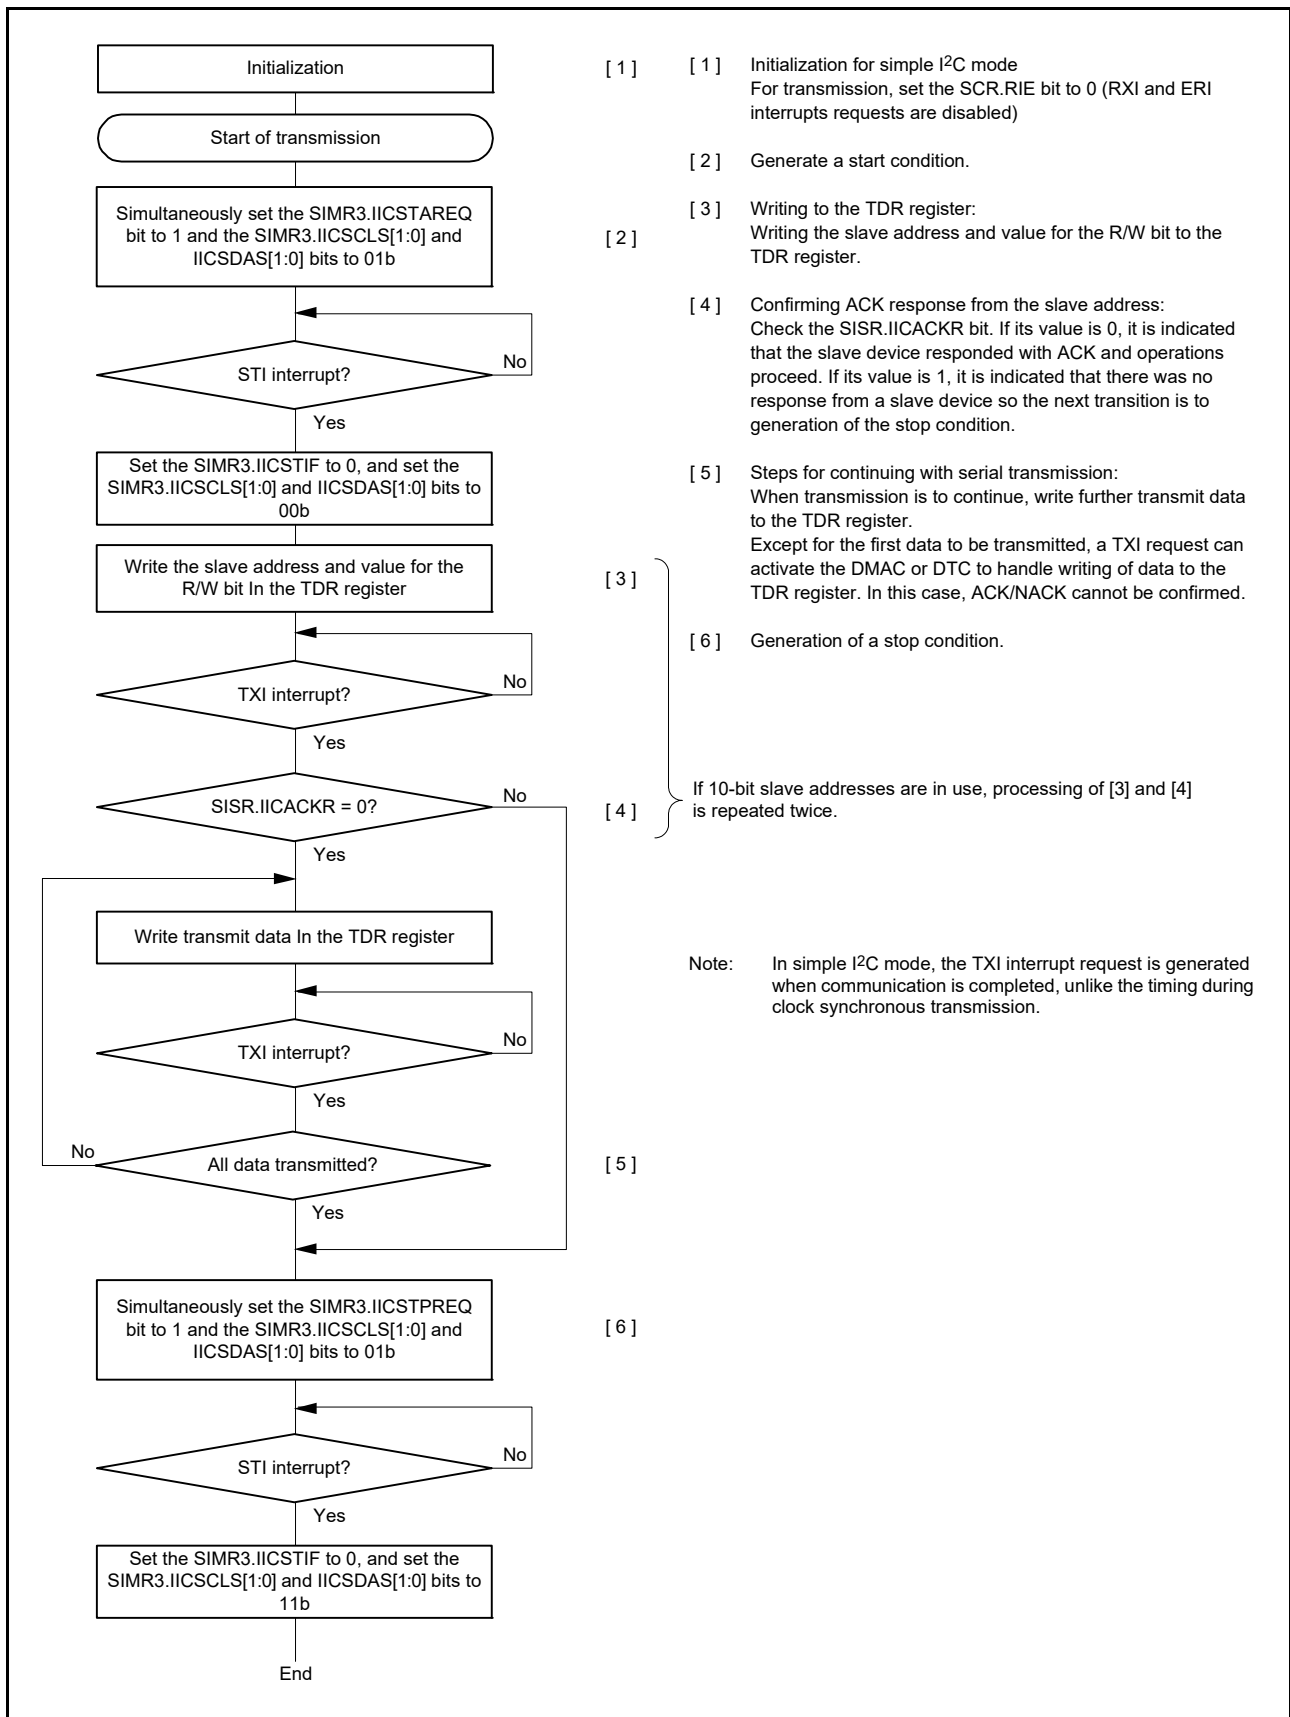 Initialization
[ 1 ]
Start of transmission
Simultaneously set the SIMR3.IICSTAREQ
bit to 1 and the SIMR3.IICSCLS[1:0] and
IICSDAS[1:0] bits to 01b
[ 2 ]
STI interrupt?
No
Yes
Set the SIMR3.IICSTIF to 0, and set the
SIMR3.IICSCLS[1:0] and IICSDAS[1:0] bits to
00b
Write the slave address and value for the
R/W bit In the TDR register
[ 3 ]
TXI interrupt?
No
Yes
SISR.IICACKR = 0?
No
[ 4 ]
Yes
If 10-bit slave addresses are in use, processing of [3] and [4]
is repeated twice.
Write transmit data In the TDR register
TXI interrupt?
No
Yes
All data transmitted?
No
[ 5 ]
Yes
Simultaneously set the SIMR3.IICSTPREQ
bit to 1 and the SIMR3.IICSCLS[1:0] and
IICSDAS[1:0] bits to 01b
[ 6 ]
STI interrupt?
No
Yes
Set the SIMR3.IICSTIF to 0, and set the
SIMR3.IICSCLS[1:0] and IICSDAS[1:0] bits to
11b
End
[ 1 ] Initialization for simple I2C mode
For transmission, set the SCR.RIE bit to 0 (RXI and ERI
interrupts requests are disabled)
[ 2 ] Generate a start condition.
[ 3 ] Writing to the TDR register:
Writing the slave address and value for the R/W bit to the
TDR register.
[ 4 ] Confirming ACK response from the slave address:
Check the SISR.IICACKR bit. If its value is 0, it is indicated
that the slave device responded with ACK and operations
proceed. If its value is 1, it is indicated that there was no
response from a slave device so the next transition is to
generation of the stop condition.
[ 5 ] Steps for continuing with serial transmission:
When transmission is to continue, write further transmit data
to the TDR register.
Except for the first data to be transmitted, a TXI request can
activate the DMAC or DTC to handle writing of data to the
TDR register. In this case, ACK/NACK cannot be confirmed.
[ 6 ] Generation of a stop condition.
Note: In simple I2C mode, the TXI interrupt request is generated
when communication is completed, unlike the timing during
clock synchronous transmission.